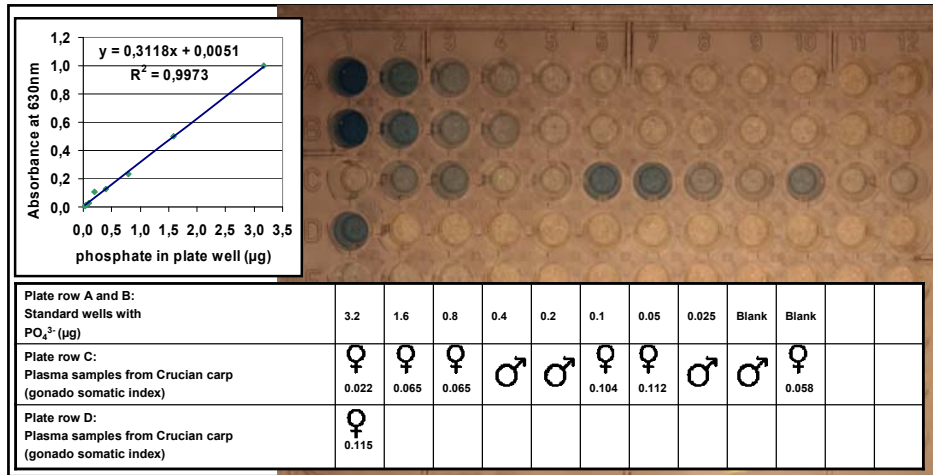 1,2
1,0
0,8
0,6
0,4
0,2
0,0
y = 0,3118x + 0,0051
R² = 0,9973
Absorbance at 630nm
0,0 0,5 1,0 1,5 2,0 2,5 3,0 3,5
phosphate in plate well (µg)
1 2 3 4 5 6 7 8 9 10 11 12
A
B
C
D
Plate row A and B:
Standard wells with
PO₄³⁻ (µg)
3.2 1.6 0.8 0.4 0.2 0.1 0.05 0.025 Blank Blank
Plate row C:
Plasma samples from Crucian carp
(gonado somatic index)
♀ ♀ ♀ ♂ ♂ ♀ ♀ ♂ ♂ ♀
0.022 0.065 0.065 0.104 0.112 0.058
Plate row D:
Plasma samples from Crucian carp
(gonado somatic index)
♀
0.115